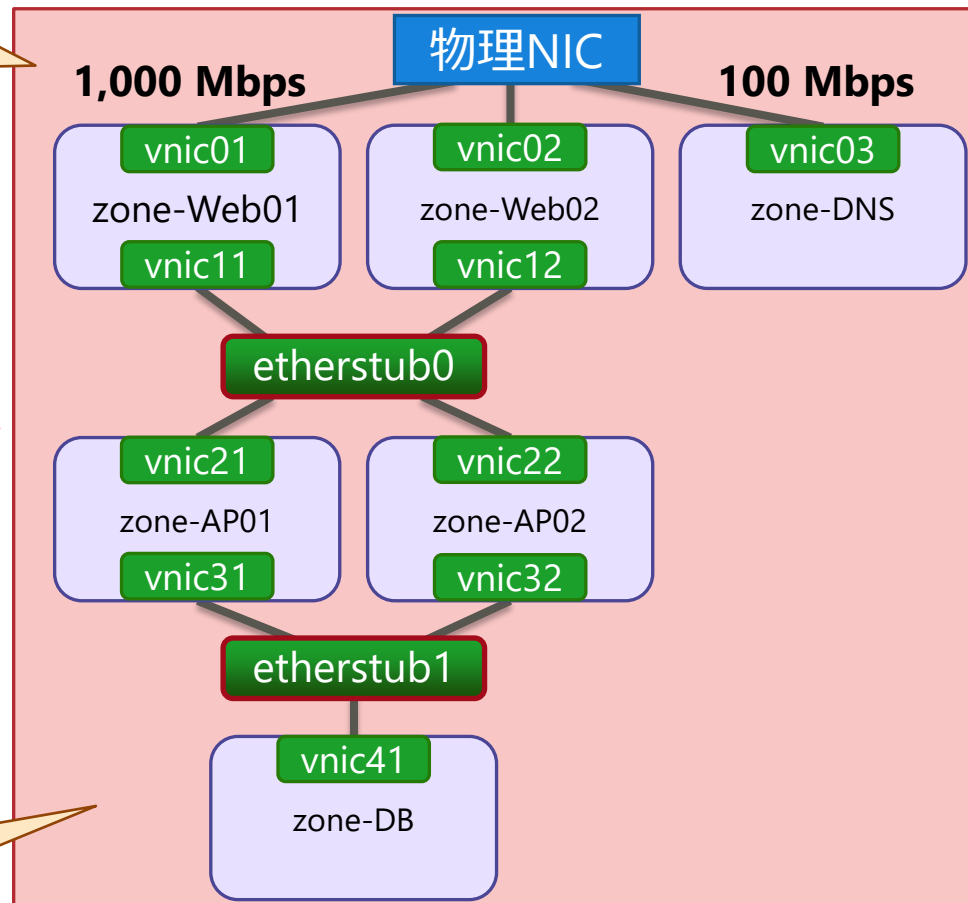 物理NIC
1,000 Mbps
100 Mbps
vnic01
vnic02
vnic03
zone-Web01
zone-Web02
zone-DNS
vnic11
vnic12
etherstub0
vnic21
vnic22
zone-AP01
zone-AP02
vnic31
vnic32
etherstub1
vnic41
zone-DB